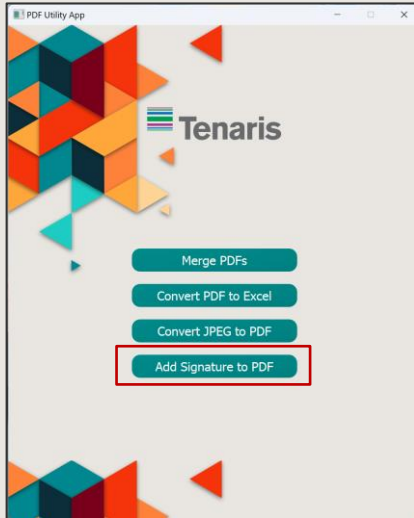 PDF Utility App
Tenaris
Merge PDFs
Convert PDF to Excel
Convert JPEG to PDF
Add Signature to PDF